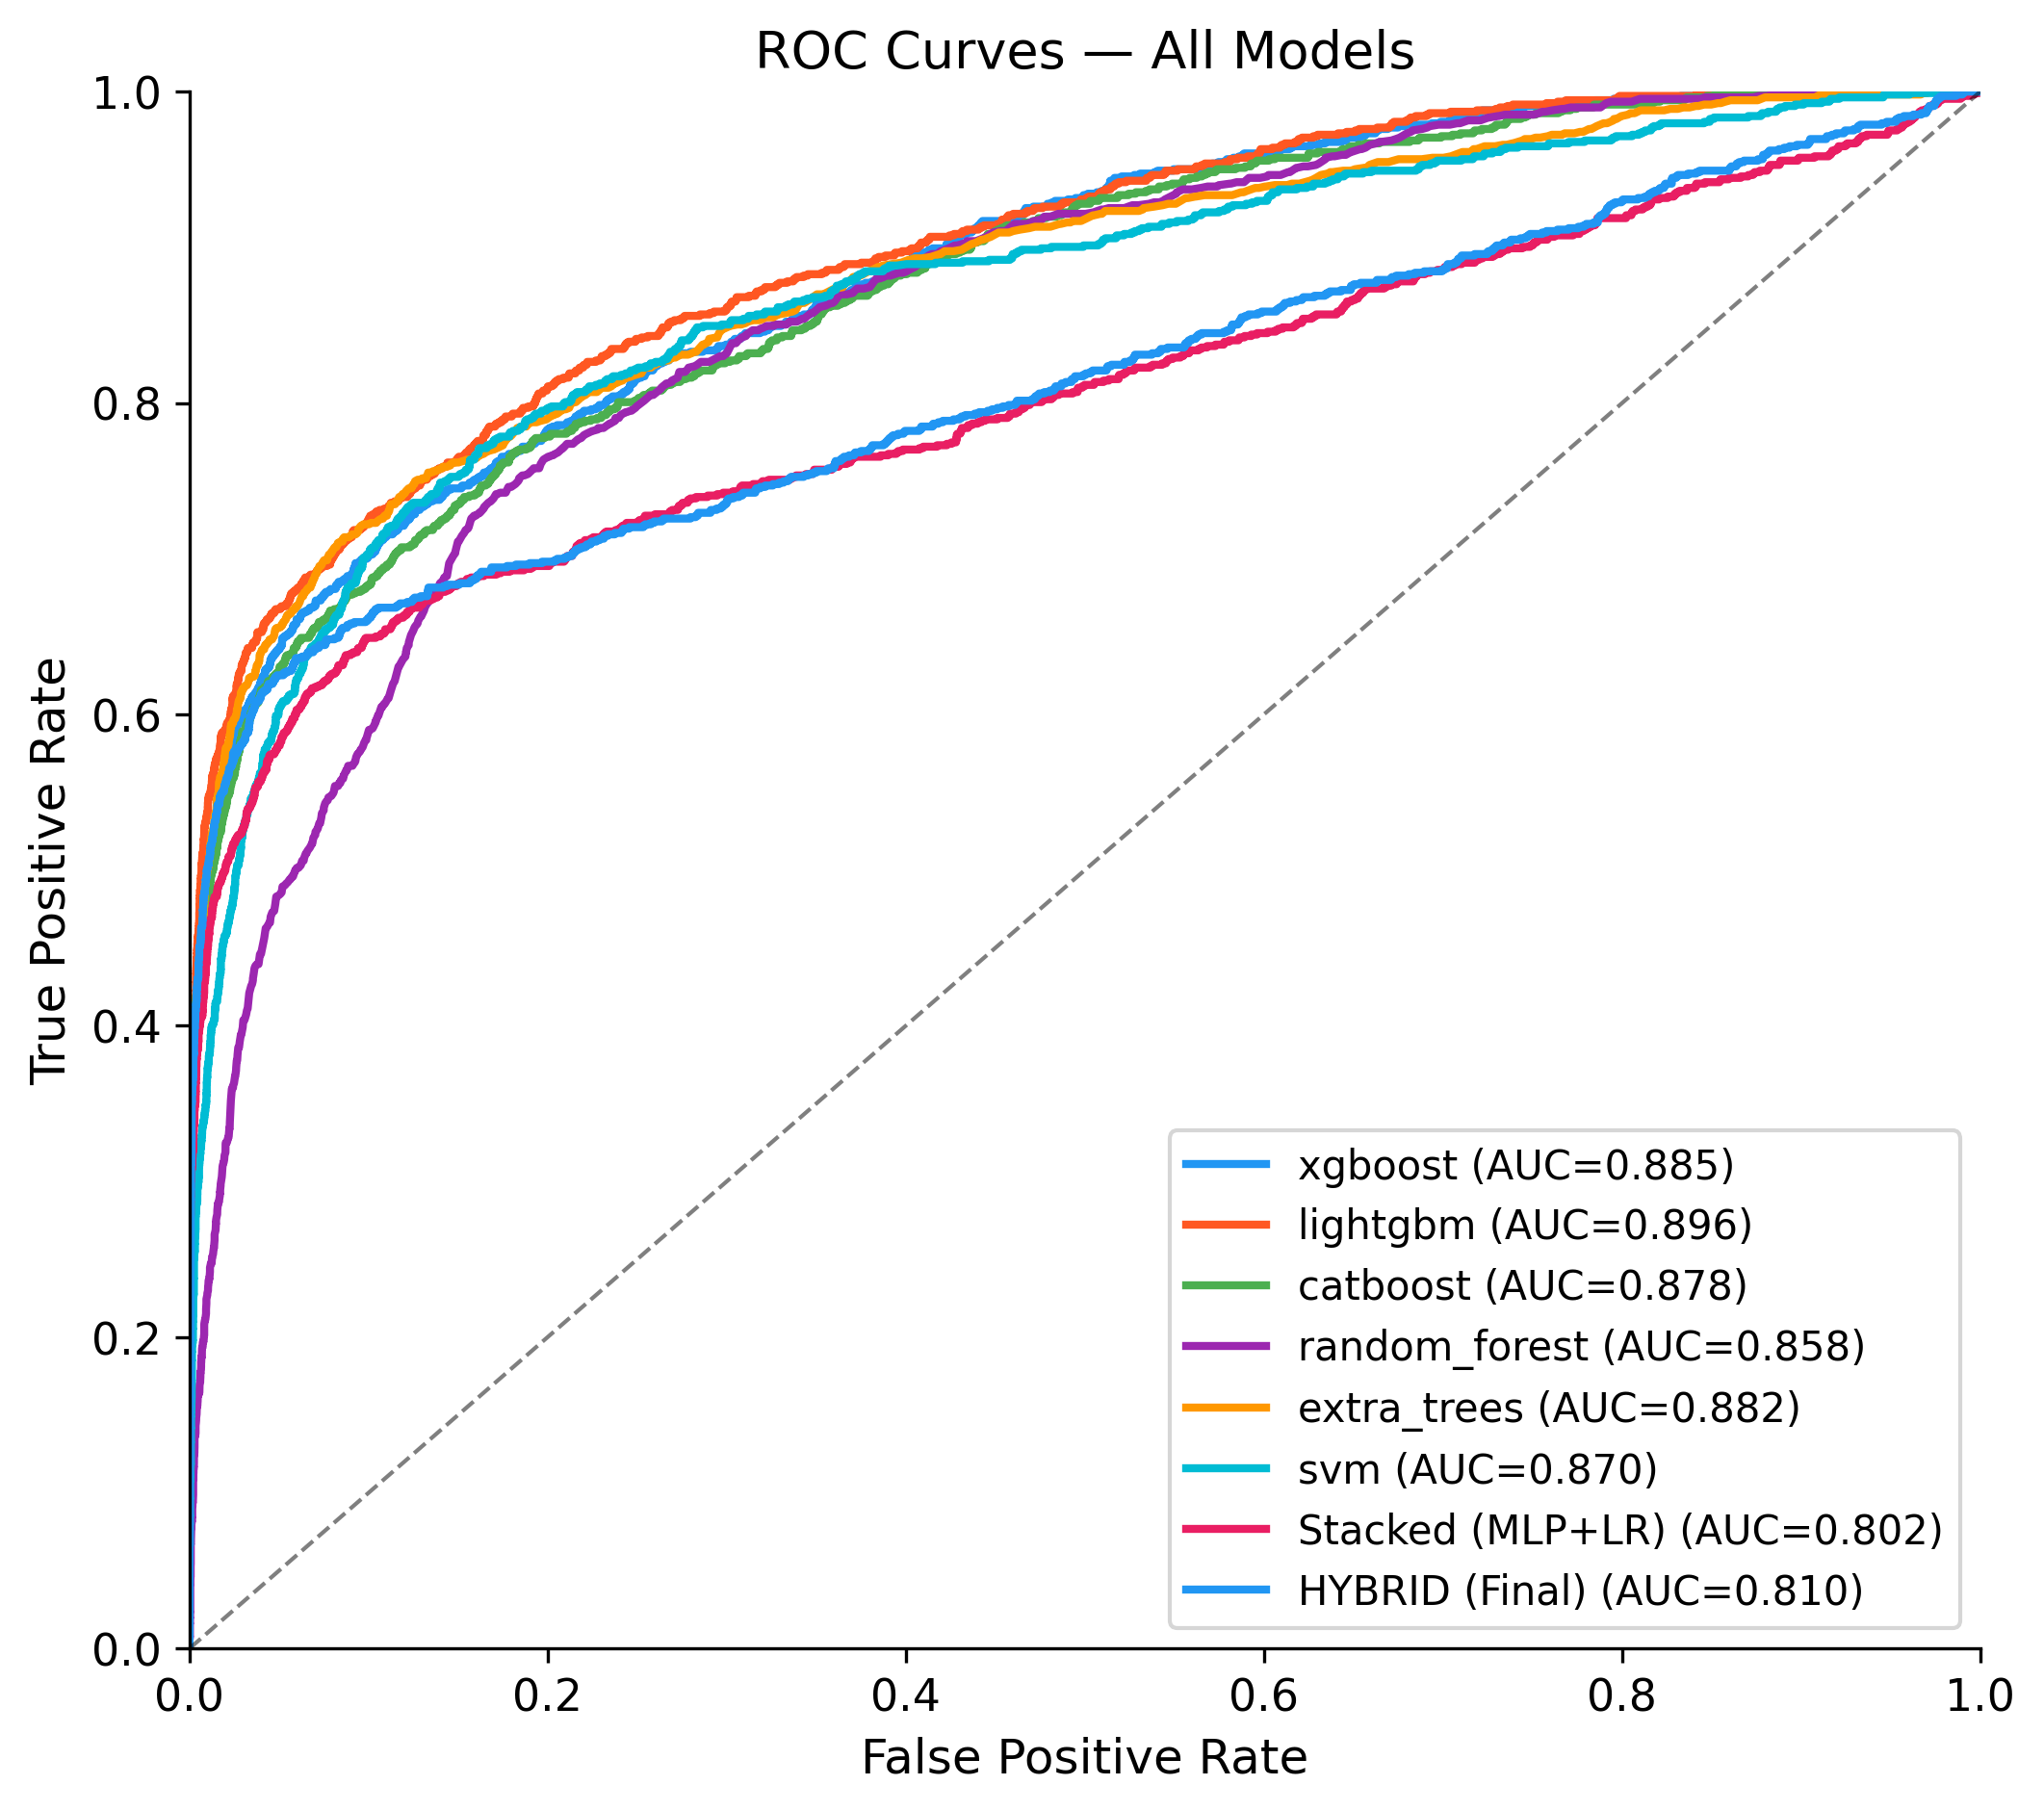 ROC Curves — All Models
1.0
0.8
0.6
0.4
0.2
0.0
True Positive Rate
0.0 0.2 0.4 0.6 0.8 1.0
False Positive Rate
xgboost (AUC=0.885)
lightgbm (AUC=0.896)
catboost (AUC=0.878)
random_forest (AUC=0.858)
extra_trees (AUC=0.882)
svm (AUC=0.870)
Stacked (MLP+LR) (AUC=0.802)
HYBRID (Final) (AUC=0.810)